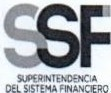 SSF
SUPERINTENDENCIA
DEL SISTEMA FINANCIERO